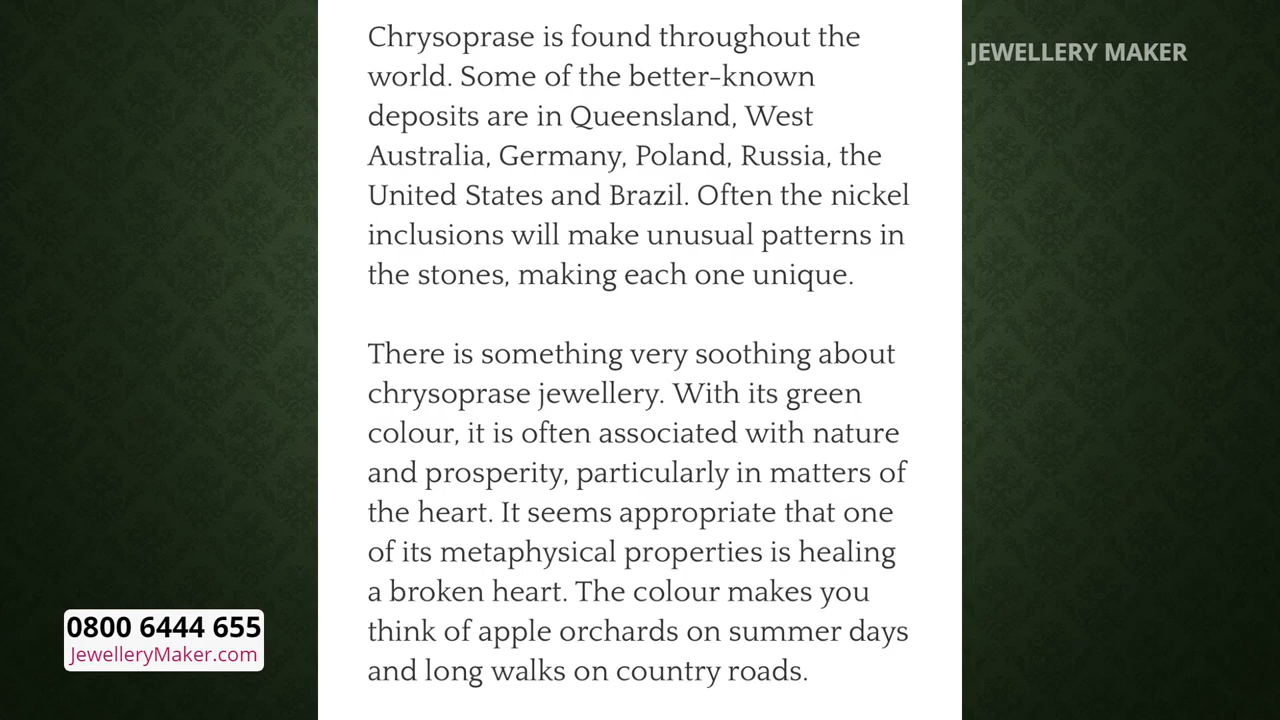 Chrysoprase is found throughout the
world. Some of the better-known
deposits are in Queensland, West
Australia, Germany, Poland, Russia, the
United States and Brazil. Often the nickel
inclusions will make unusual patterns in
the stones, making each one unique.
There is something very soothing about
chrysoprase jewellery. With its green
colour, it is often associated with nature
and prosperity, particularly in matters of
the heart. It seems appropriate that one
of its metaphysical properties is healing
a broken heart. The colour makes you
think of apple orchards on summer days
and long walks on country roads.
JEWELLERY MAKER
0800 6444 655
JewelleryMaker.com